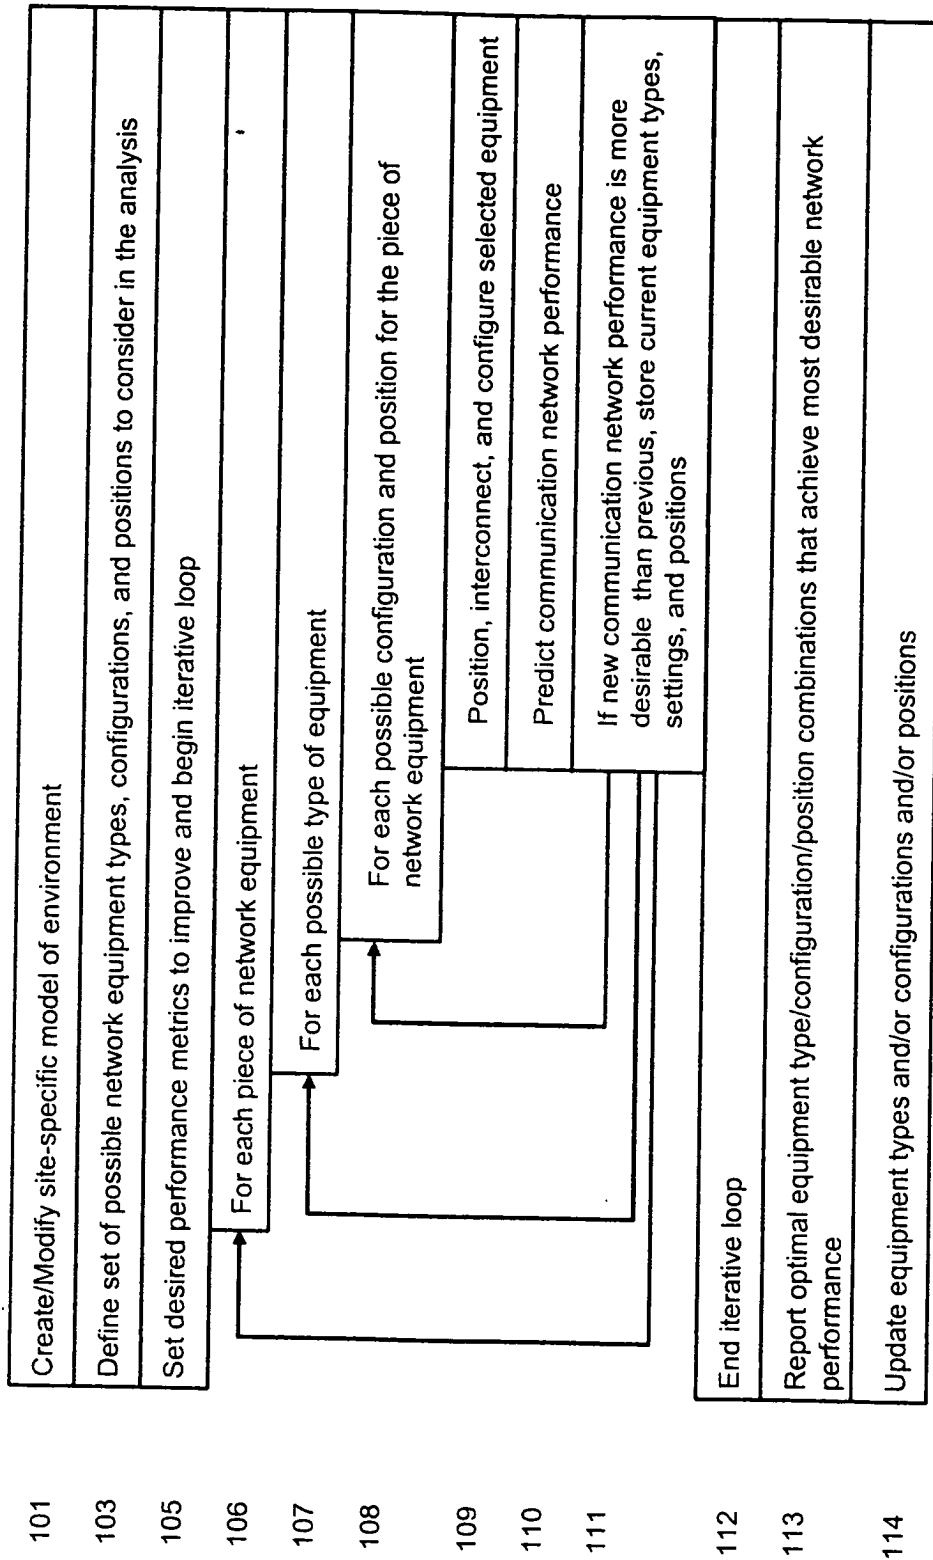 101 Create/Modify site-specific model of environment
103 Define set of possible network equipment types, configurations, and positions to consider in the analysis
105 Set desired performance metrics to improve and begin iterative loop
106 For each piece of network equipment
107 For each possible type of equipment
108 For each possible configuration and position for the piece of
network equipment
109 Position, interconnect, and configure selected equipment
110 Predict communication network performance
111 If new communication network performance is more
desirable than previous, store current equipment types,
settings, and positions
112 End iterative loop
113 Report optimal equipment type/configuration/position combinations that achieve most desirable network
performance
114 Update equipment types and/or configurations and/or positions